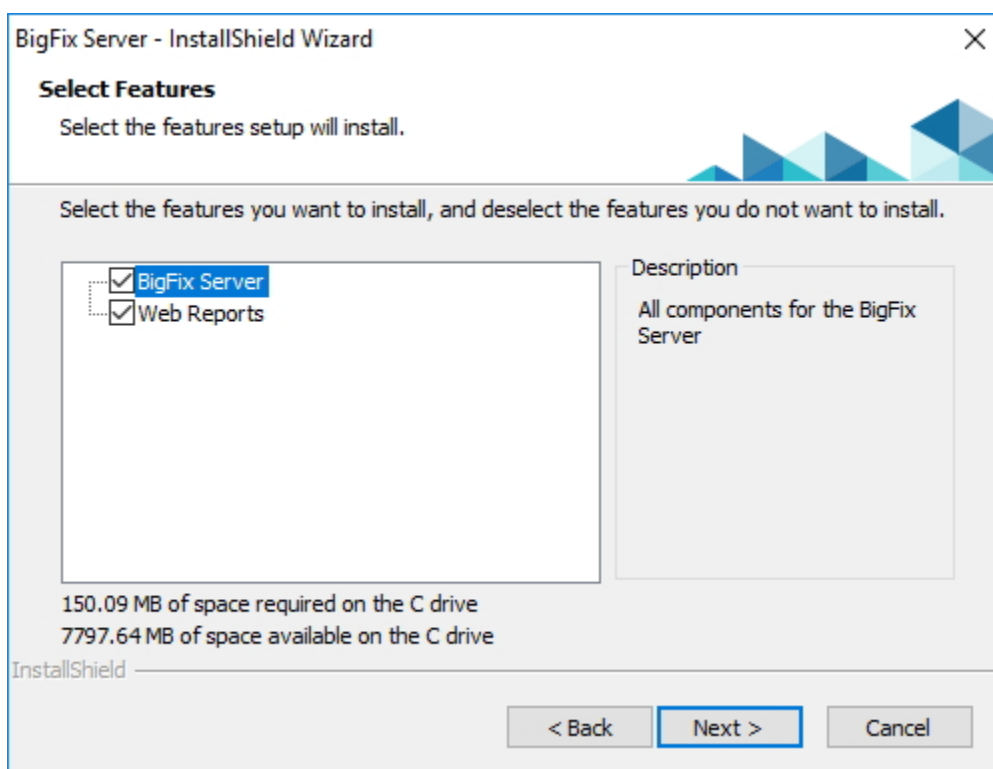 BigFix Server - InstallShield Wizard
Select Features
Select the features setup will install.
Select the features you want to install, and deselect the features you do not want to install.
BigFix Server
Web Reports
Description
All components for the BigFix
Server
150.09 MB of space required on the C drive
7797.64 MB of space available on the C drive
InstallShield
< Back
Next >
Cancel